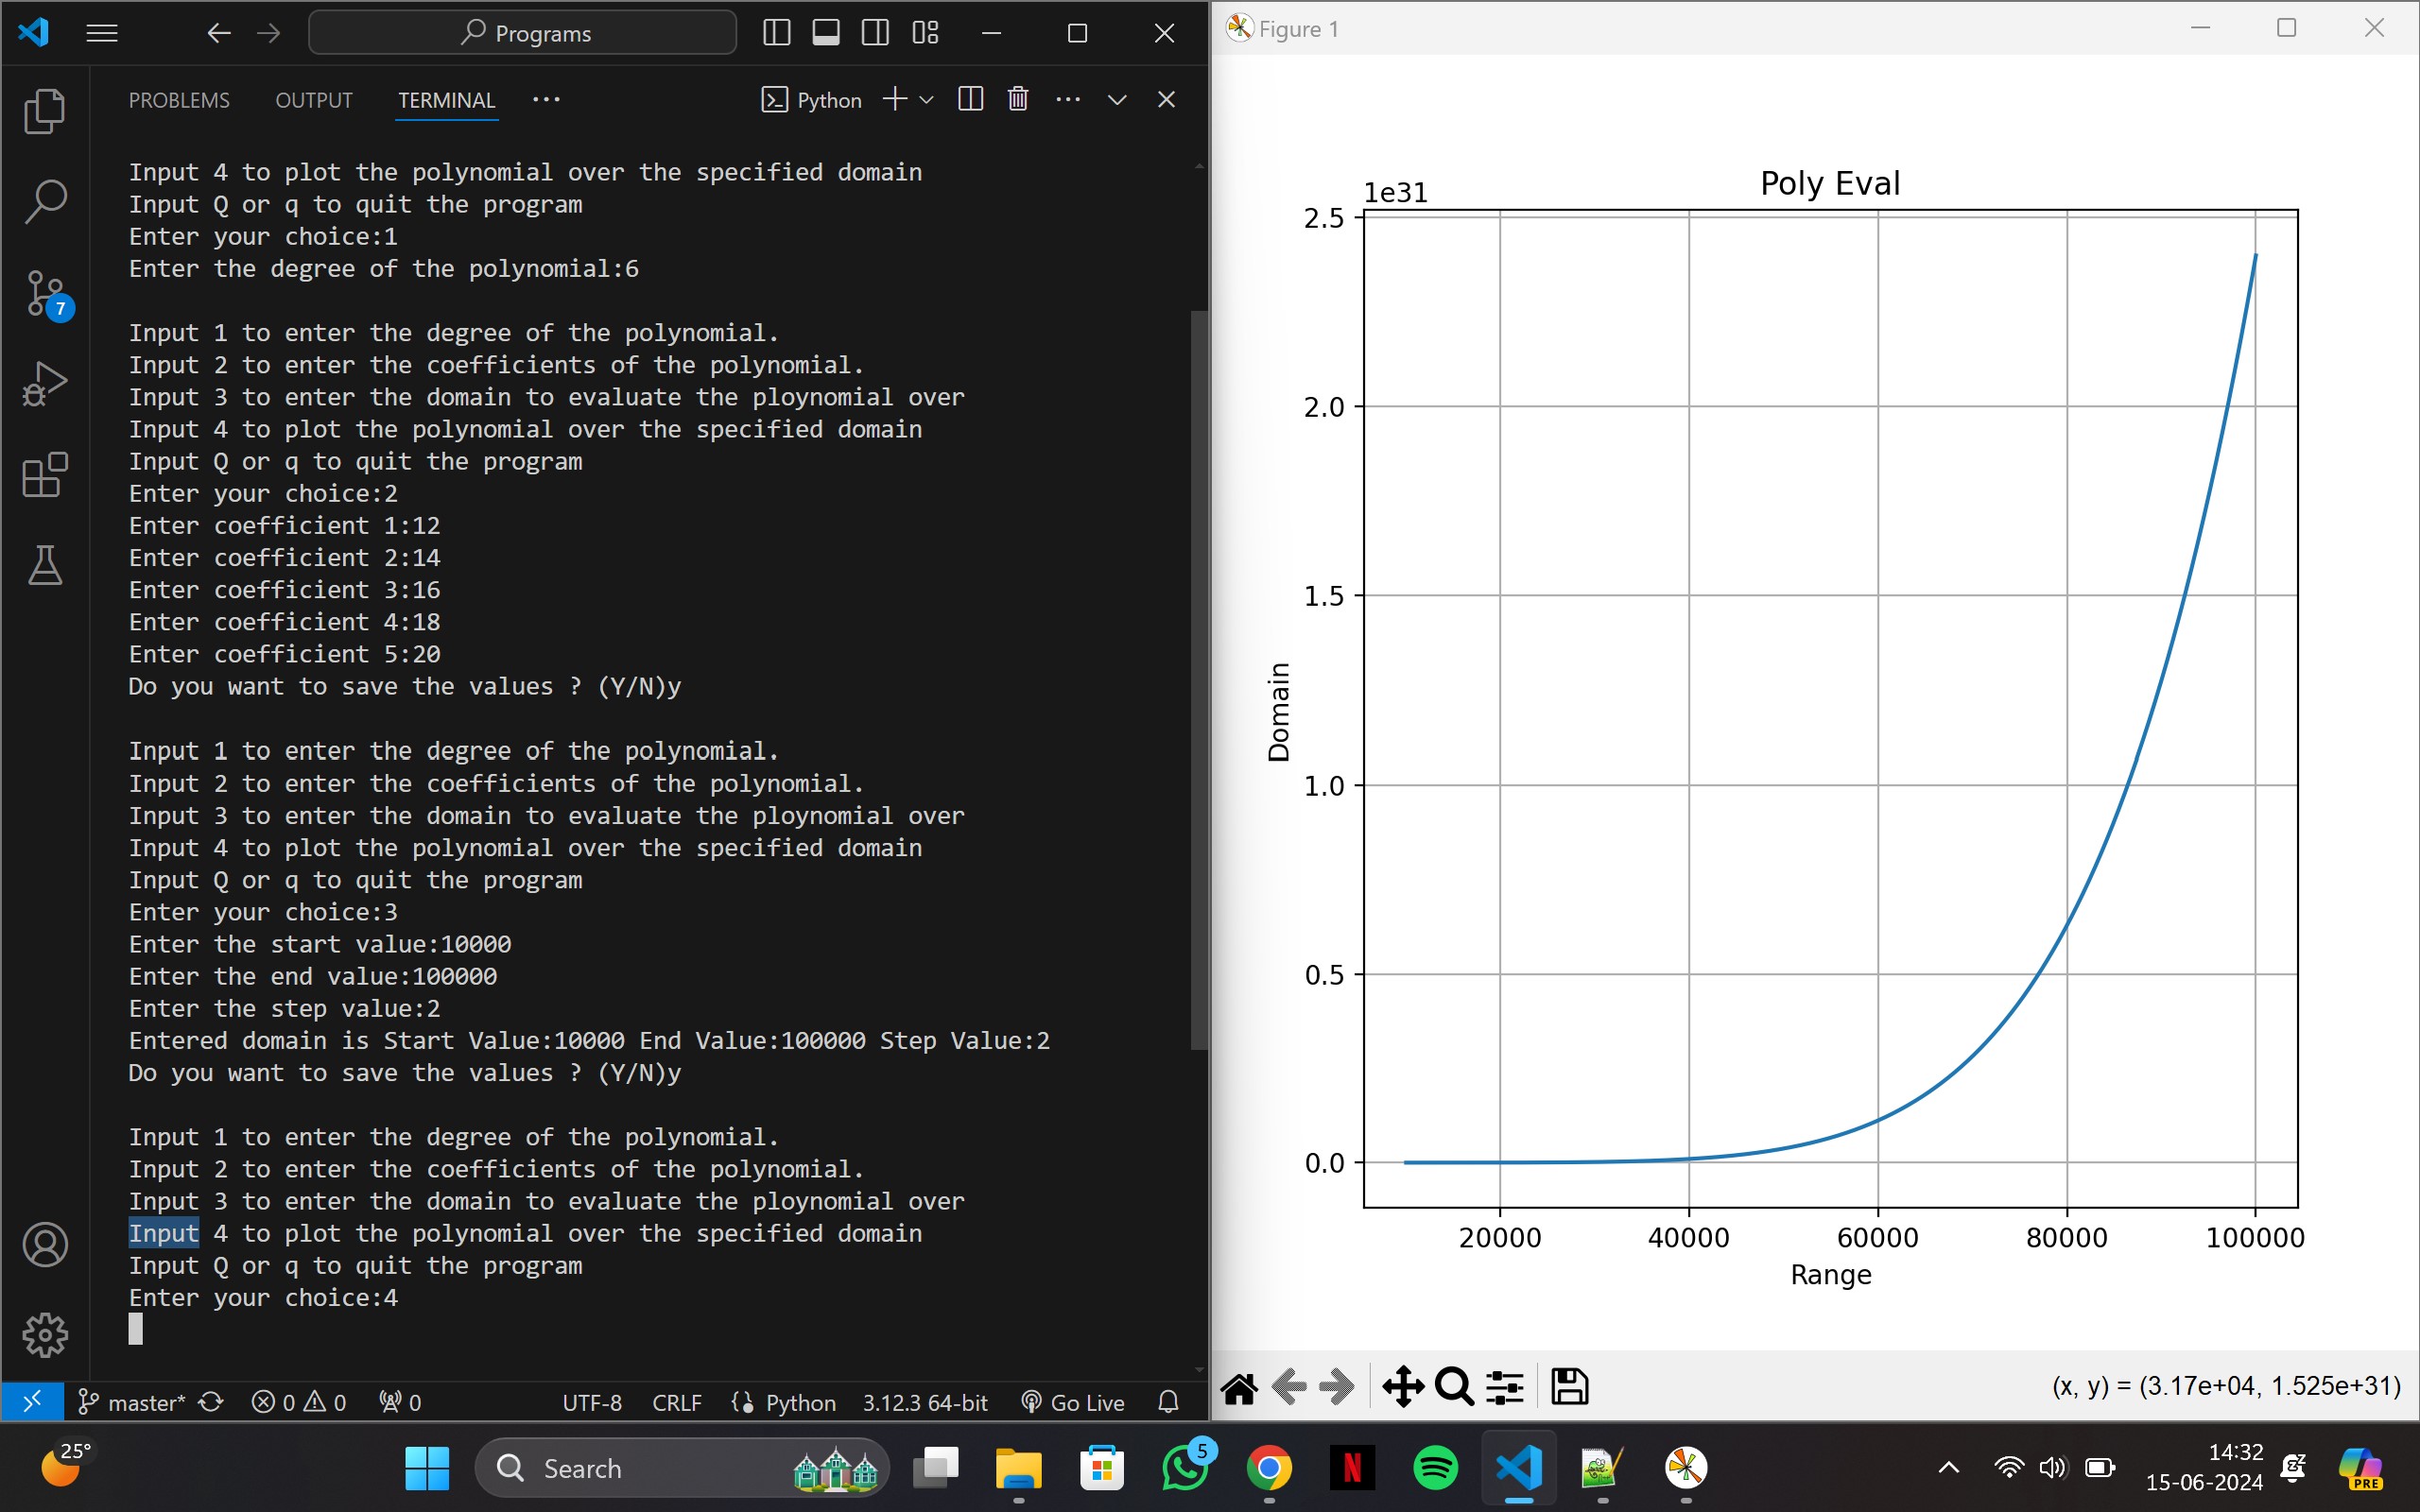 Programs
PROBLEMS OUTPUT TERMINAL ...
Python
Input 4 to plot the polynomial over the specified domain
Input Q or q to quit the program
Enter your choice:1
Enter the degree of the polynomial:6
Input 1 to enter the degree of the polynomial.
Input 2 to enter the coefficients of the polynomial.
Input 3 to enter the domain to evaluate the ploynomial over
Input 4 to plot the polynomial over the specified domain
Input Q or q to quit the program
Enter your choice:2
Enter coefficient 1:12
Enter coefficient 2:14
Enter coefficient 3:16
Enter coefficient 4:18
Enter coefficient 5:20
Do you want to save the values ? (Y/N)y
Input 1 to enter the degree of the polynomial.
Input 2 to enter the coefficients of the polynomial.
Input 3 to enter the domain to evaluate the ploynomial over
Input 4 to plot the polynomial over the specified domain
Input Q or q to quit the program
Enter your choice:3
Enter the start value:10000
Enter the end value:100000
Enter the step value:2
Entered domain is Start Value:10000 End Value:100000 Step Value:2
Do you want to save the values ? (Y/N)y
Input 1 to enter the degree of the polynomial.
Input 2 to enter the coefficients of the polynomial.
Input 3 to enter the domain to evaluate the ploynomial over
Input 4 to plot the polynomial over the specified domain
Input Q or q to quit the program
Enter your choice:4
7
master* 0 0 0 UTF-8 CRLF Python 3.12.3 64-bit Go Live
Figure 1
Poly Eval
1e31
2.5
2.0
1.5
1.0
0.5
0.0
Domain
20000 40000 60000 80000 100000
Range
(x, y) = (3.17e+04, 1.525e+31)
25°
Search
5
N
14:32
15-06-2024
PRE